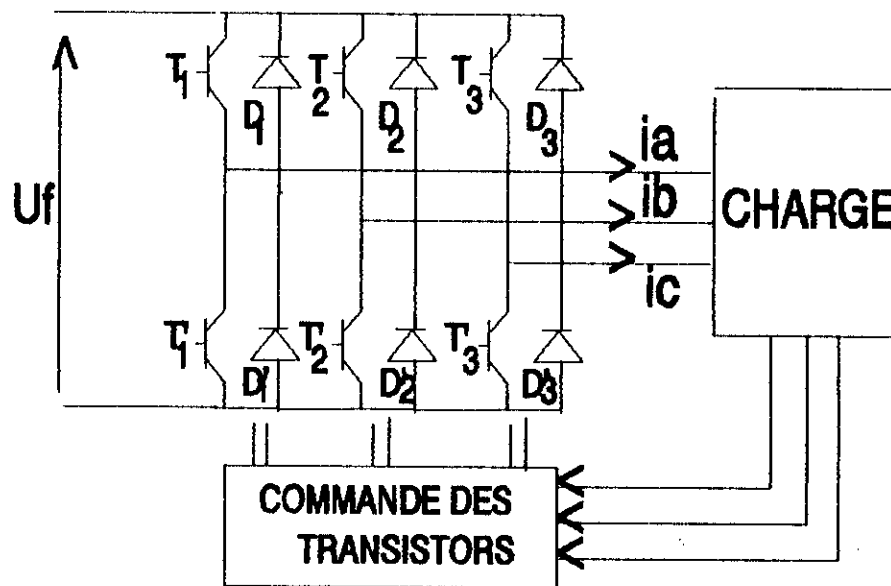 T1
D1
T2
D2
T3
D3
Uf
ia
ib
ic
CHARGE
T'1
D'1
T'2
D'2
T'3
D'3
COMMANDE DES
TRANSISTORS